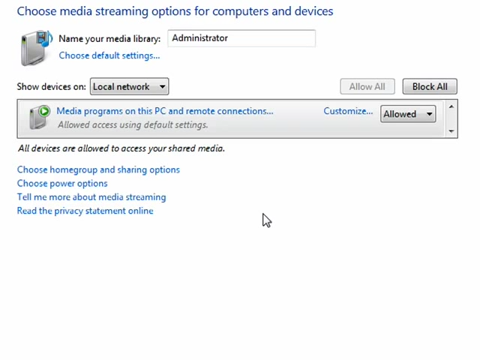 Choose media streaming options for computers and devices
Name your media library: Administrator
Choose default settings...
Show devices on: Local network Allow All Block All
Media programs on this PC and remote connections... Customize... Allowed
Allowed access using default settings.
All devices are allowed to access your shared media.
Choose homegroup and sharing options
Choose power options
Tell me more about media streaming
Read the privacy statement online